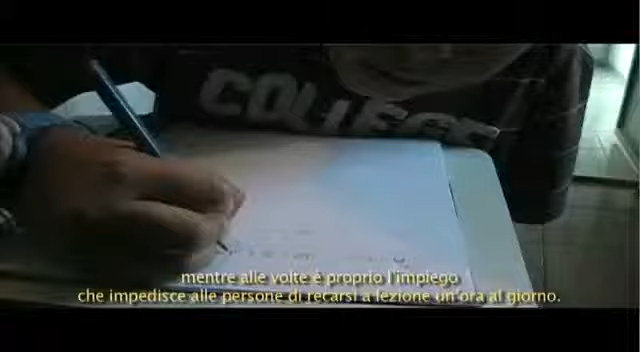 COLLEGE
mentre alle volte è proprio l'impiego
che impedisce alle persone di recarsi a lezione un'ora al giorno.